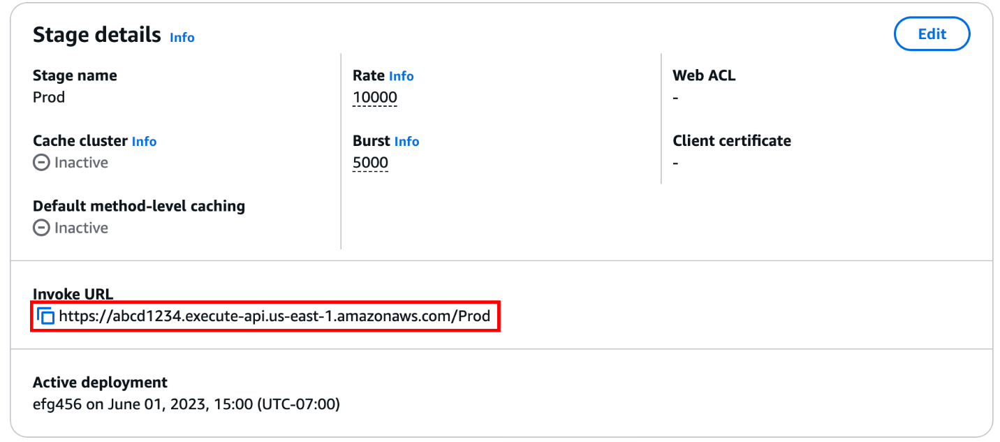 Stage details Info
Edit
Stage name
Prod
Rate Info
10000
Web ACL
-
Cache cluster Info
Inactive
Burst Info
5000
Client certificate
-
Default method-level caching
Inactive
Invoke URL
https://abcd1234.execute-api.us-east-1.amazonaws.com/Prod
Active deployment
efg456 on June 01, 2023, 15:00 (UTC-07:00)